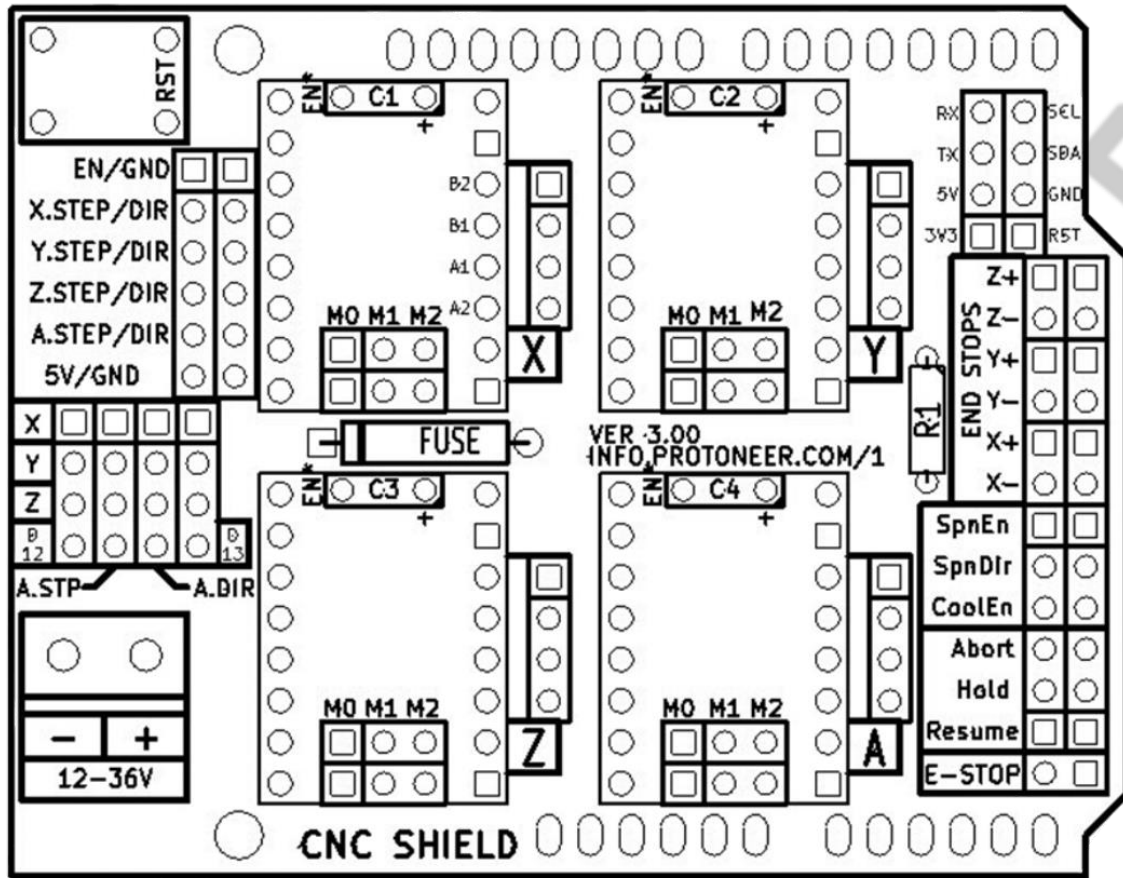 RST
EN* C1 +
EN* C2 +
RX SCL
TX SDA
5V GND
3V3 RST
EN/GND
X.STEP/DIR
Y.STEP/DIR
Z.STEP/DIR
A.STEP/DIR
5V/GND
B2
B1
A1
A2
M0 M1 M2
X
M0 M1 M2
Y
END STOPS
Z+
Z-
Y+
Y-
X+
X-
R1
X
Y
Z
D 12
D 13
A.STP A.DIR
FUSE
VER 3.00
INFO.PROTONEER.COM/1
EN* C3 +
EN* C4 +
SpnEn
SpnDir
CoolEn
Abort
Hold
Resume
E-STOP
- +
12-36V
M0 M1 M2
Z
M0 M1 M2
A
CNC SHIELD